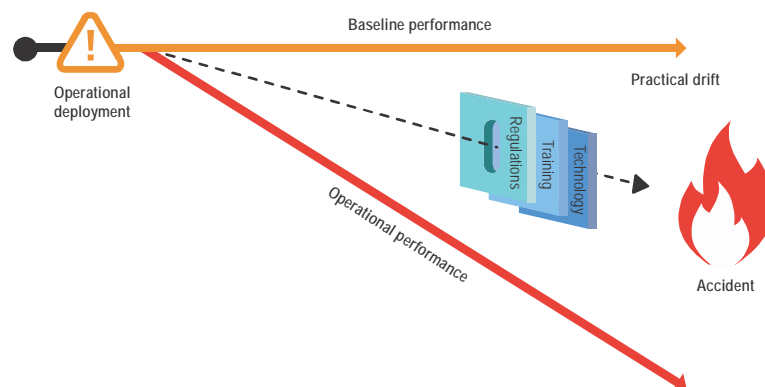 Baseline performance
!
Operational
deployment
Practical drift
Regulations
Training
Technology
Operational performance
Accident